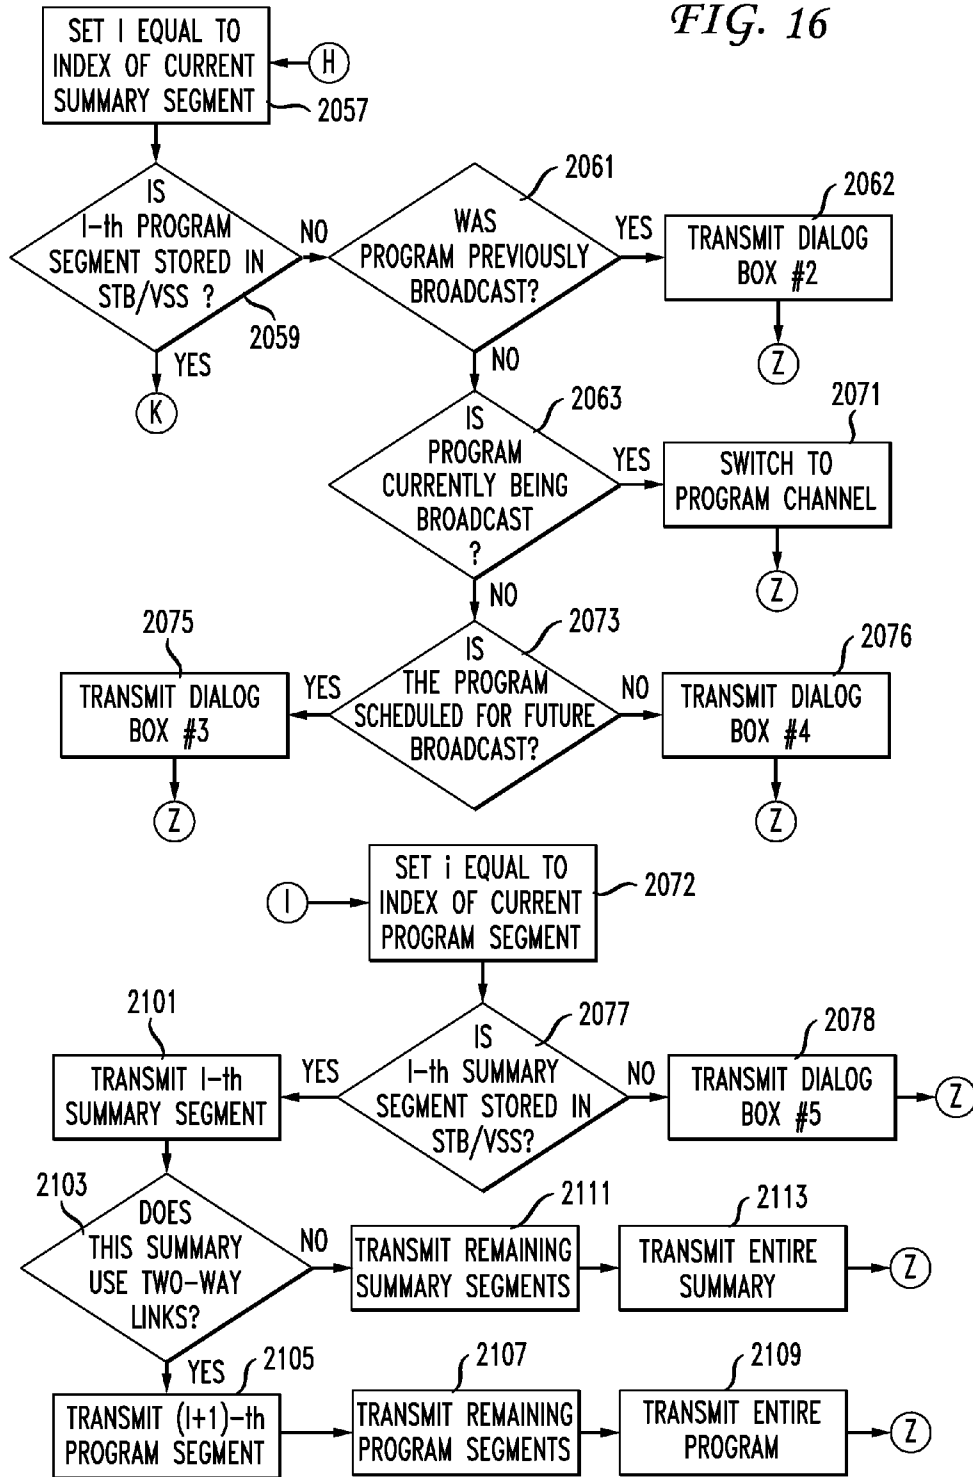 FIG. 16
SET I EQUAL TO
INDEX OF CURRENT
SUMMARY SEGMENT
H
2057
IS
I-th PROGRAM
SEGMENT STORED IN
STB/VSS ?
2059
NO
YES
K
2061
WAS
PROGRAM PREVIOUSLY
BROADCAST?
YES
NO
2062
TRANSMIT DIALOG
BOX #2
Z
2063
IS
PROGRAM
CURRENTLY BEING
BROADCAST
?
YES
NO
2071
SWITCH TO
PROGRAM CHANNEL
Z
2073
IS
THE PROGRAM
SCHEDULED FOR FUTURE
BROADCAST?
YES
NO
2075
TRANSMIT DIALOG
BOX #3
Z
2076
TRANSMIT DIALOG
BOX #4
Z
I
SET i EQUAL TO
INDEX OF CURRENT
PROGRAM SEGMENT
2072
2077
IS
I-th SUMMARY
SEGMENT STORED IN
STB/VSS?
YES
NO
2078
TRANSMIT DIALOG
BOX #5
Z
2101
TRANSMIT I-th
SUMMARY SEGMENT
2103
DOES
THIS SUMMARY
USE TWO-WAY
LINKS?
NO
YES
2111
TRANSMIT REMAINING
SUMMARY SEGMENTS
2113
TRANSMIT ENTIRE
SUMMARY
Z
2105
TRANSMIT (I+1)-th
PROGRAM SEGMENT
2107
TRANSMIT REMAINING
PROGRAM SEGMENTS
2109
TRANSMIT ENTIRE
PROGRAM
Z